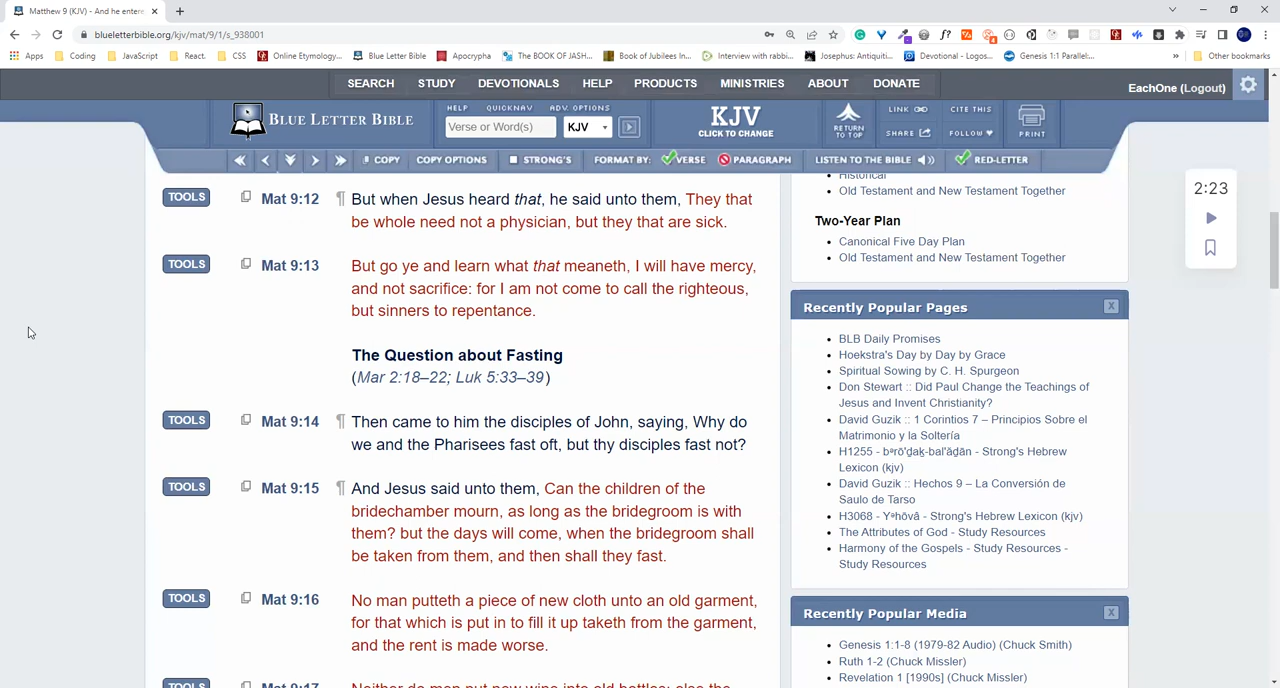 Matthew 9 (KJV) - And he entere
blueletterbible.org/kjv/mat/9/1/s_938001
Apps Coding JavaScript React. CSS Online Etymology... Blue Letter Bible Apocrypha The BOOK OF JASH... Book of Jubilees In... Interview with rabbi... Josephus: Antiquiti... Devotional - Logos... Genesis 1:1 Parallel:... » Other bookmarks
SEARCH STUDY DEVOTIONALS HELP PRODUCTS MINISTRIES ABOUT DONATE
EachOne (Logout)
BLUE LETTER BIBLE
HELP QUICKNAV ADV. OPTIONS
Verse or Word(s) KJV
KJV
CLICK TO CHANGE
RETURN
TO TOP
LINK
SHARE
CITE THIS
FOLLOW
PRINT
COPY COPY OPTIONS STRONG'S FORMAT BY: VERSE PARAGRAPH LISTEN TO THE BIBLE RED-LETTER
TOOLS Mat 9:12 ¶ But when Jesus heard that, he said unto them, They that
be whole need not a physician, but they that are sick.
TOOLS Mat 9:13 But go ye and learn what that meaneth, I will have mercy,
and not sacrifice: for I am not come to call the righteous,
but sinners to repentance.
The Question about Fasting
(Mar 2:18–22; Luk 5:33–39)
TOOLS Mat 9:14 ¶ Then came to him the disciples of John, saying, Why do
we and the Pharisees fast oft, but thy disciples fast not?
TOOLS Mat 9:15 ¶ And Jesus said unto them, Can the children of the
bridechamber mourn, as long as the bridegroom is with
them? but the days will come, when the bridegroom shall
be taken from them, and then shall they fast.
TOOLS Mat 9:16 No man putteth a piece of new cloth unto an old garment,
for that which is put in to fill it up taketh from the garment,
and the rent is made worse.
TOOLS Mat 9:17 Neither do men put new wine into old bottles: else the
Historical
Old Testament and New Testament Together
Two-Year Plan
Canonical Five Day Plan
Old Testament and New Testament Together
Recently Popular Pages X
BLB Daily Promises
Hoekstra's Day by Day by Grace
Spiritual Sowing by C. H. Spurgeon
Don Stewart :: Did Paul Change the Teachings of
Jesus and Invent Christianity?
David Guzik :: 1 Corintios 7 – Principios Sobre el
Matrimonio y la Soltería
H1255 - bᵊrō'ḏaḵ-bal'ăḏān - Strong's Hebrew
Lexicon (kjv)
David Guzik :: Hechos 9 – La Conversión de
Saulo de Tarso
H3068 - Yᵊhōvâ - Strong's Hebrew Lexicon (kjv)
The Attributes of God - Study Resources
Harmony of the Gospels - Study Resources -
Study Resources
Recently Popular Media X
Genesis 1:1-8 (1979-82 Audio) (Chuck Smith)
Ruth 1-2 (Chuck Missler)
Revelation 1 [1990s] (Chuck Missler)
2:23